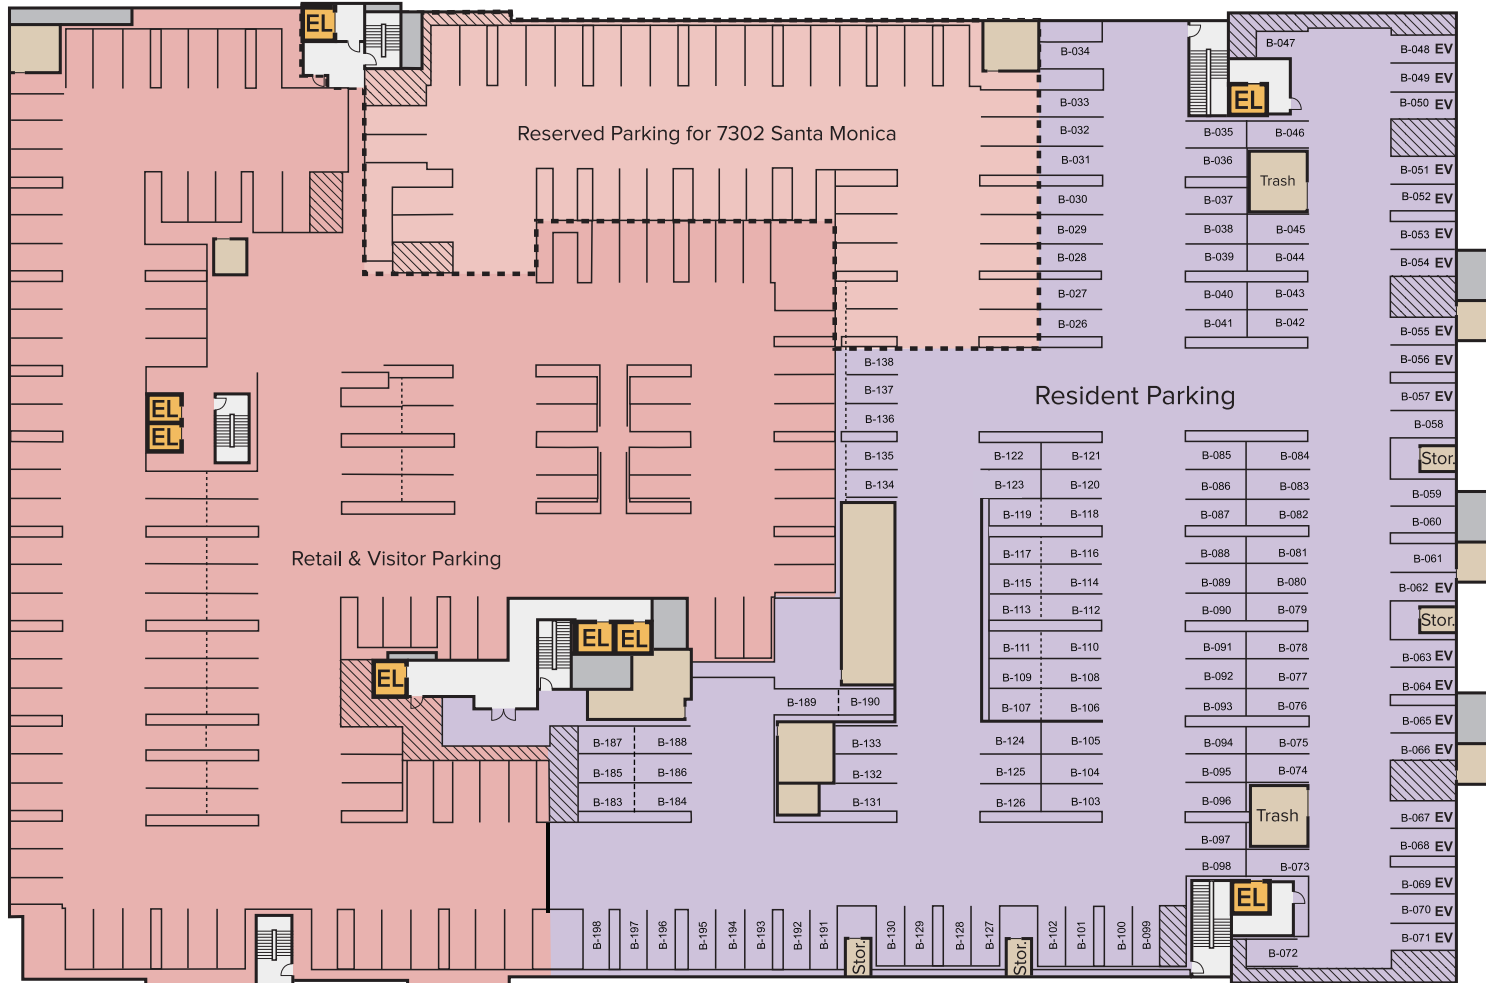 EL
B-034
B-047
B-048 EV
B-049 EV
EL
B-050 EV
B-033
Reserved Parking for 7302 Santa Monica
B-032
B-035
B-046
B-031
B-036
B-051 EV
Trash
B-030
B-037
B-052 EV
B-029
B-038
B-045
B-053 EV
B-028
B-039
B-044
B-054 EV
B-027
B-040
B-043
B-026
B-041
B-042
B-055 EV
B-138
B-056 EV
B-137
Resident Parking
B-057 EV
EL
B-136
B-058
EL
B-135
B-122
B-121
B-085
B-084
Stor.
B-134
B-123
B-120
B-086
B-083
B-059
B-119
B-118
B-087
B-082
B-060
Retail & Visitor Parking
B-117
B-116
B-088
B-081
B-061
B-115
B-114
B-089
B-080
B-062 EV
B-113
B-112
B-090
B-079
Stor.
EL
EL
B-111
B-110
B-091
B-078
B-063 EV
EL
B-109
B-108
B-092
B-077
B-064 EV
B-189
B-190
B-107
B-106
B-093
B-076
B-065 EV
B-187
B-188
B-133
B-124
B-105
B-094
B-075
B-066 EV
B-185
B-186
B-132
B-125
B-104
B-095
B-074
B-183
B-184
B-131
B-126
B-103
B-096
Trash
B-067 EV
B-097
B-068 EV
B-098
B-073
B-069 EV
EL
B-070 EV
B-198
B-197
B-196
B-195
B-194
B-193
B-192
B-191
Stor.
B-130
B-129
B-128
B-127
Stor.
B-102
B-101
B-100
B-099
B-071 EV
B-072